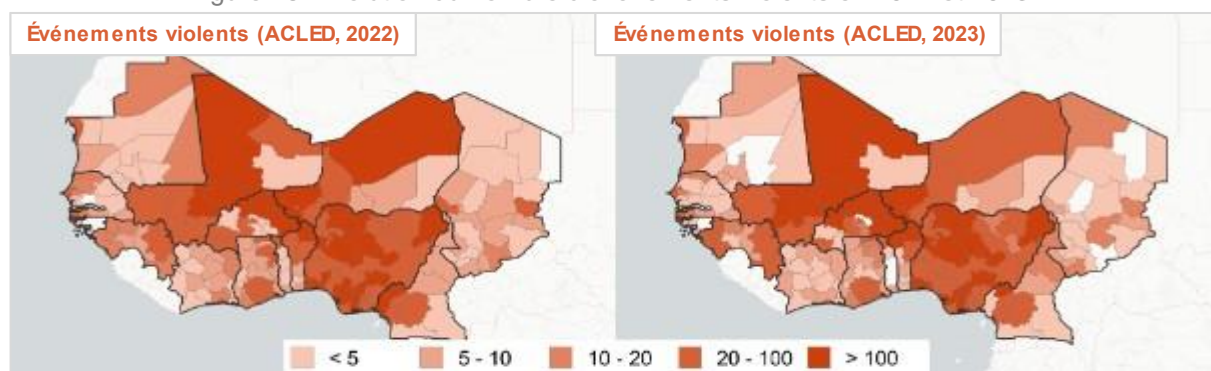 Événements violents (ACLED, 2022)
Événements violents (ACLED, 2023)
< 5
5 - 10
10 - 20
20 - 100
> 100